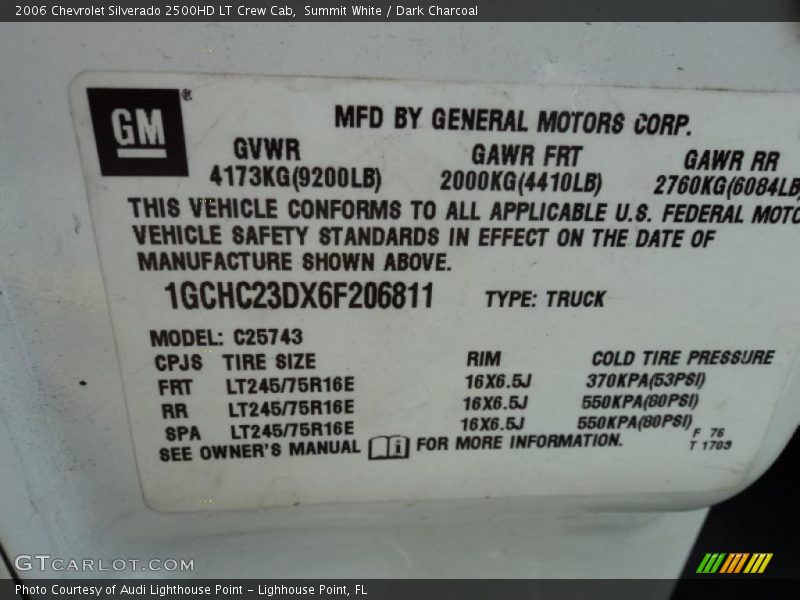 2006 Chevrolet Silverado 2500HD LT Crew Cab,  Summit White / Dark Charcoal
GM ®
MFD BY GENERAL MOTORS CORP.
GVWR GAWR FRT GAWR RR
4173KG(9200LB) 2000KG(4410LB) 2760KG(6084LB)
THIS VEHICLE CONFORMS TO ALL APPLICABLE U.S. FEDERAL MOTO
VEHICLE SAFETY STANDARDS IN EFFECT ON THE DATE OF
MANUFACTURE SHOWN ABOVE.
1GCHC23DX6F206811 TYPE: TRUCK
MODEL: C25743
CPJS TIRE SIZE RIM COLD TIRE PRESSURE
FRT LT245/75R16E 16X6.5J 370KPA(53PSI)
RR LT245/75R16E 16X6.5J 550KPA(80PSI)
SPA LT245/75R16E 16X6.5J 550KPA(80PSI)
SEE OWNER'S MANUAL i FOR MORE INFORMATION.
F 76
T 1703
GTCARLOT.COM
Photo Courtesy of Audi Lighthouse Point - Lighhouse Point, FL